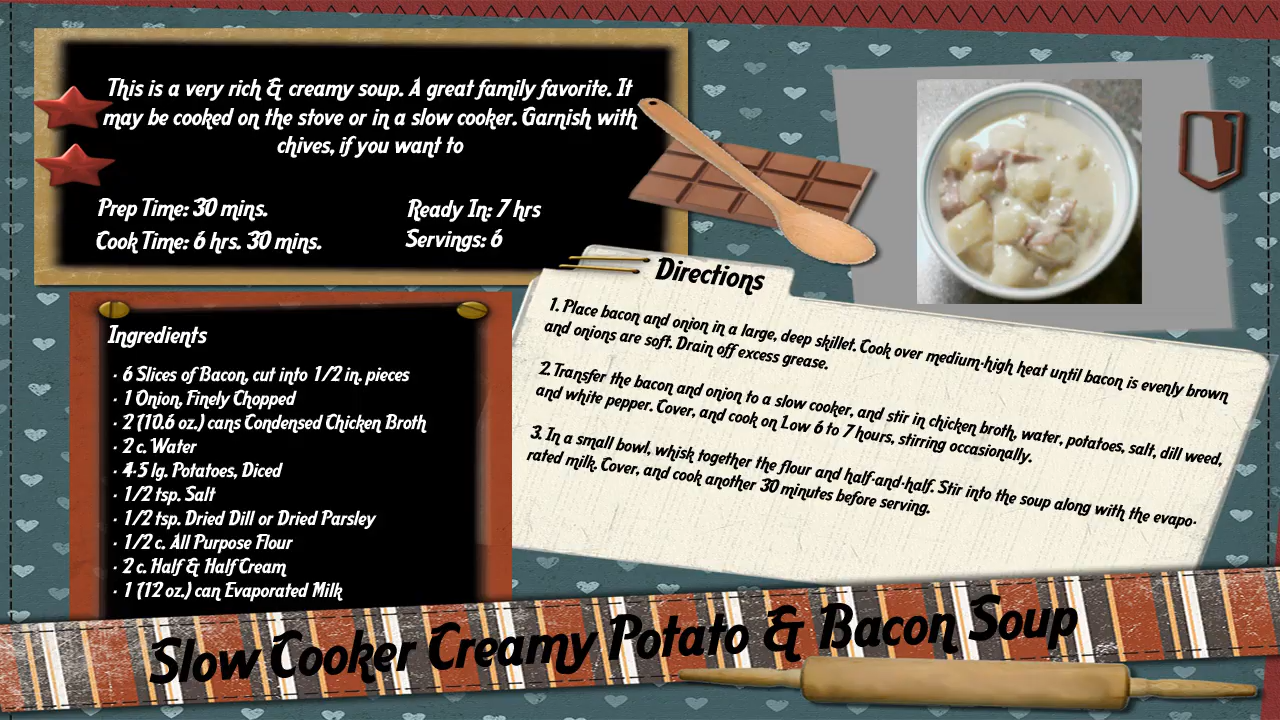 This is a very rich & creamy soup. A great family favorite. It
may be cooked on the stove or in a slow cooker. Garnish with
chives, if you want to
Prep Time: 30 mins.
Cook Time: 6 hrs. 30 mins.
Ready In: 7 hrs
Servings: 6
Ingredients
· 6 Slices of Bacon, cut into 1/2 in. pieces
· 1 Onion, Finely Chopped
· 2 (10.6 oz.) cans Condensed Chicken Broth
· 2 c. Water
· 4-5 lg. Potatoes, Diced
· 1/2 tsp. Salt
· 1/2 tsp. Dried Dill or Dried Parsley
· 1/2 c. All Purpose Flour
· 2 c. Half & Half Cream
· 1 (12 oz.) can Evaporated Milk
Directions
1. Place bacon and onion in a large, deep skillet. Cook over medium-high heat until bacon is evenly brown
and onions are soft. Drain off excess grease.
2. Transfer the bacon and onion to a slow cooker, and stir in chicken broth, water, potatoes, salt, dill weed,
and white pepper. Cover, and cook on Low 6 to 7 hours, stirring occasionally.
3. In a small bowl, whisk together the flour and half-and-half. Stir into the soup along with the evapo-
rated milk. Cover, and cook another 30 minutes before serving.
Slow Cooker Creamy Potato & Bacon Soup